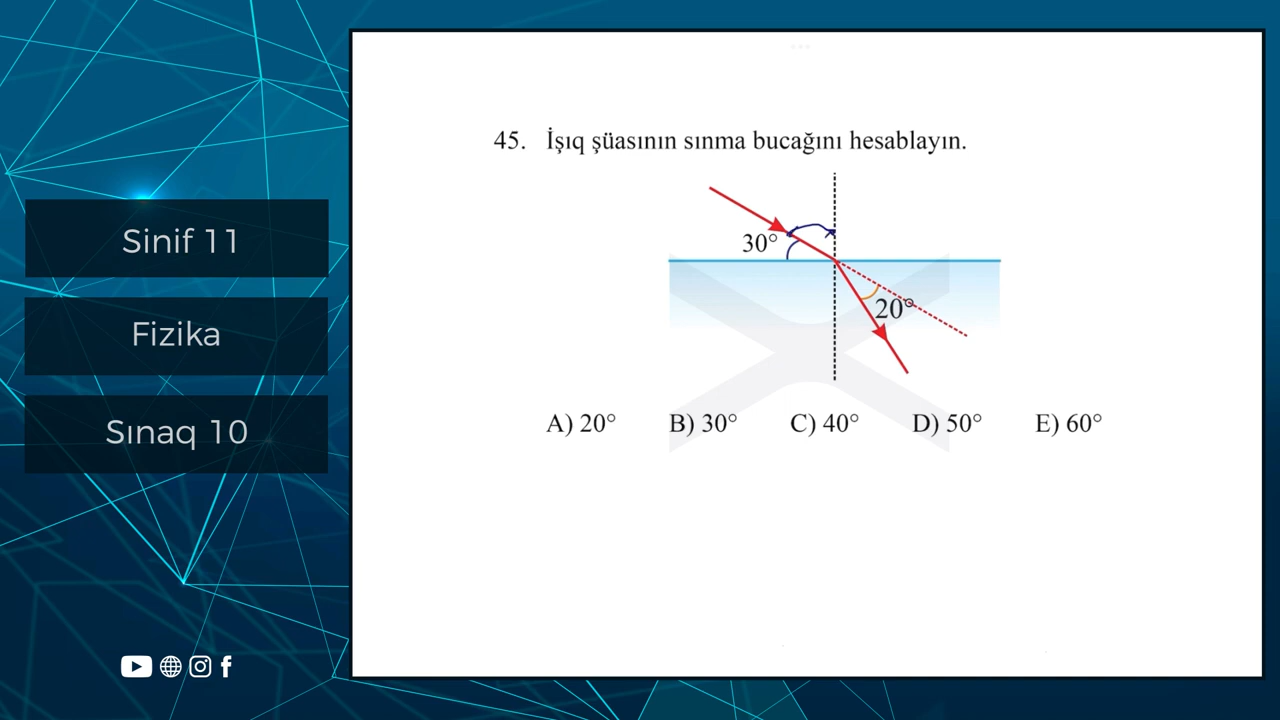 Sinif 11
Fizika
Sınaq 10
45. İşıq şüasının sınma bucağını hesablayın.
30°
20°
A) 20° B) 30° C) 40° D) 50° E) 60°